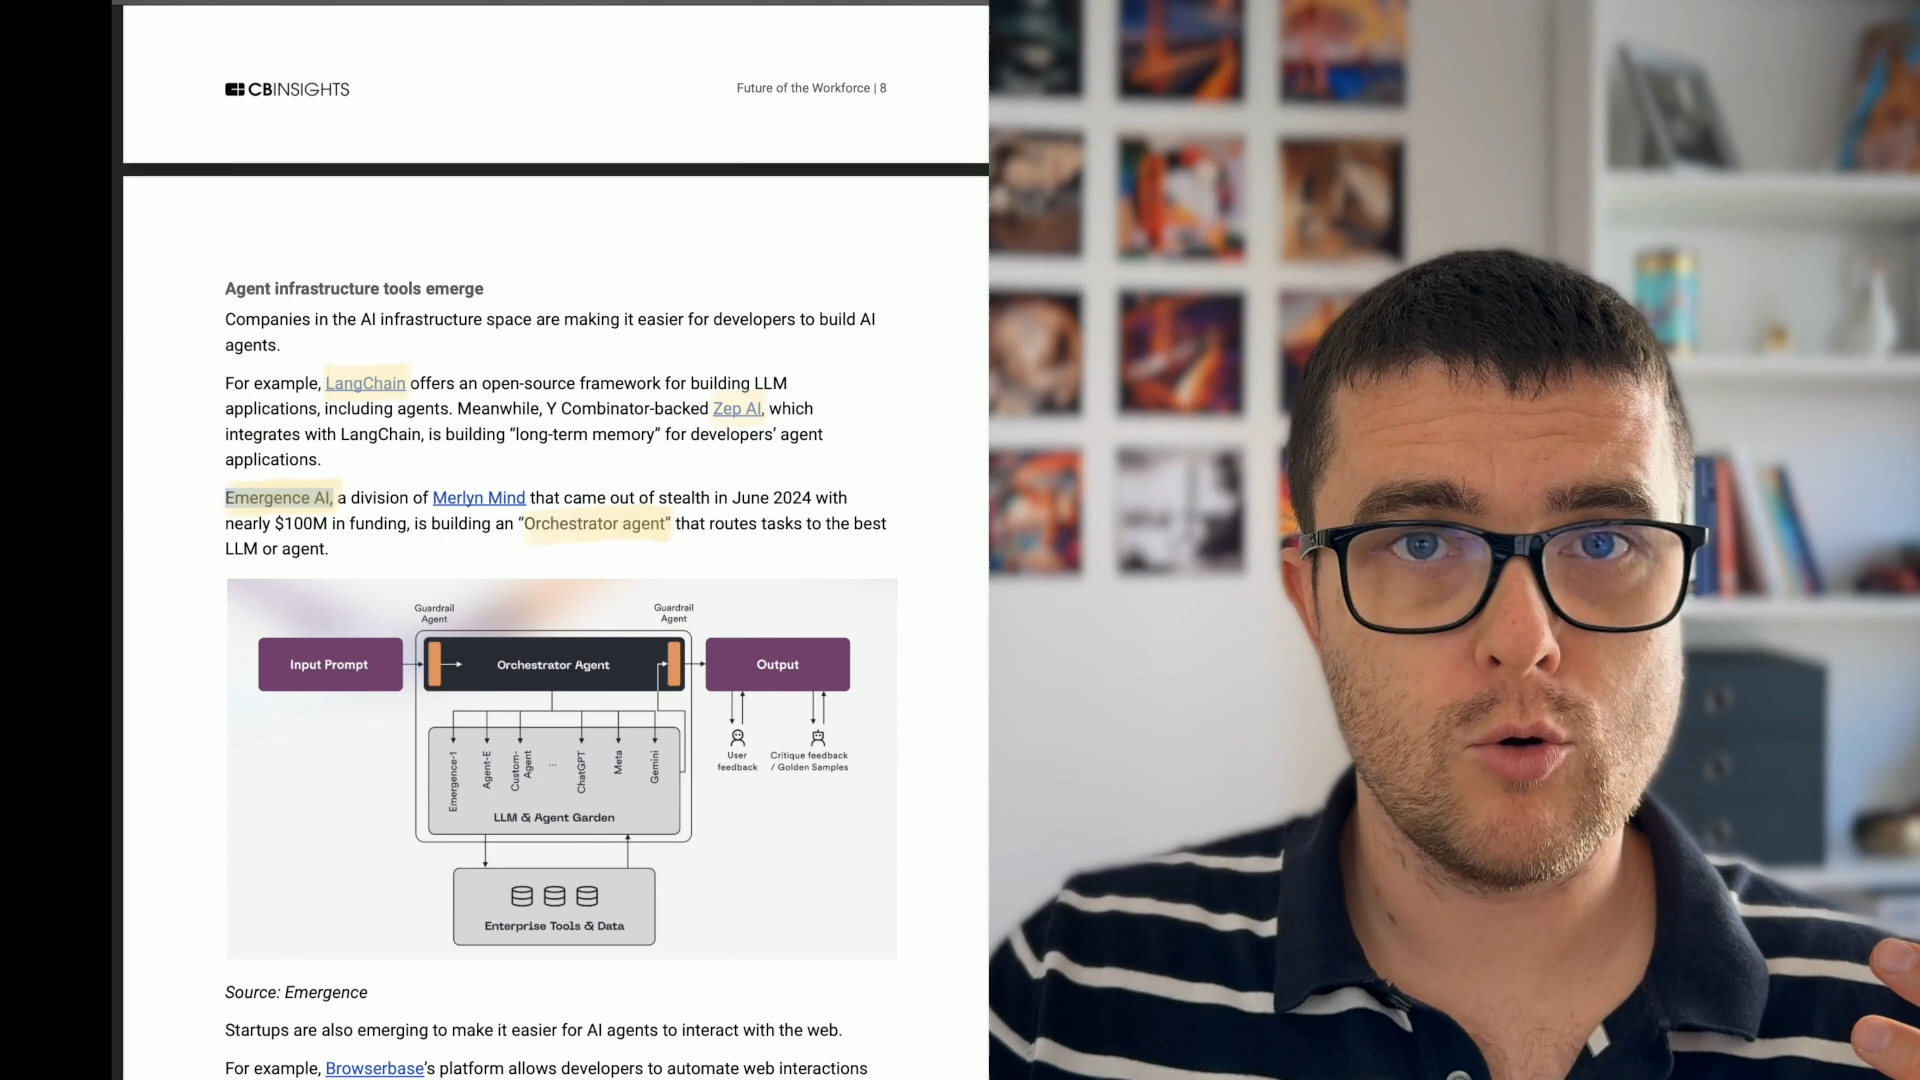 CBINSIGHTS
Future of the Workforce | 8
Agent infrastructure tools emerge
Companies in the AI infrastructure space are making it easier for developers to build AI
agents.
For example, LangChain offers an open-source framework for building LLM
applications, including agents. Meanwhile, Y Combinator-backed Zep AI, which
integrates with LangChain, is building “long-term memory” for developers’ agent
applications.
Emergence AI, a division of Merlyn Mind that came out of stealth in June 2024 with
nearly $100M in funding, is building an “Orchestrator agent” that routes tasks to the best
LLM or agent.
Guardrail
Agent
Guardrail
Agent
Input Prompt
Orchestrator Agent
Output
Emergence-1
Agent-E
Custom-
Agent
...
ChatGPT
Meta
Gemini
User
feedback
Critique feedback
/ Golden Samples
LLM & Agent Garden
Enterprise Tools & Data
Source: Emergence
Startups are also emerging to make it easier for AI agents to interact with the web.
For example, Browserbase’s platform allows developers to automate web interactions